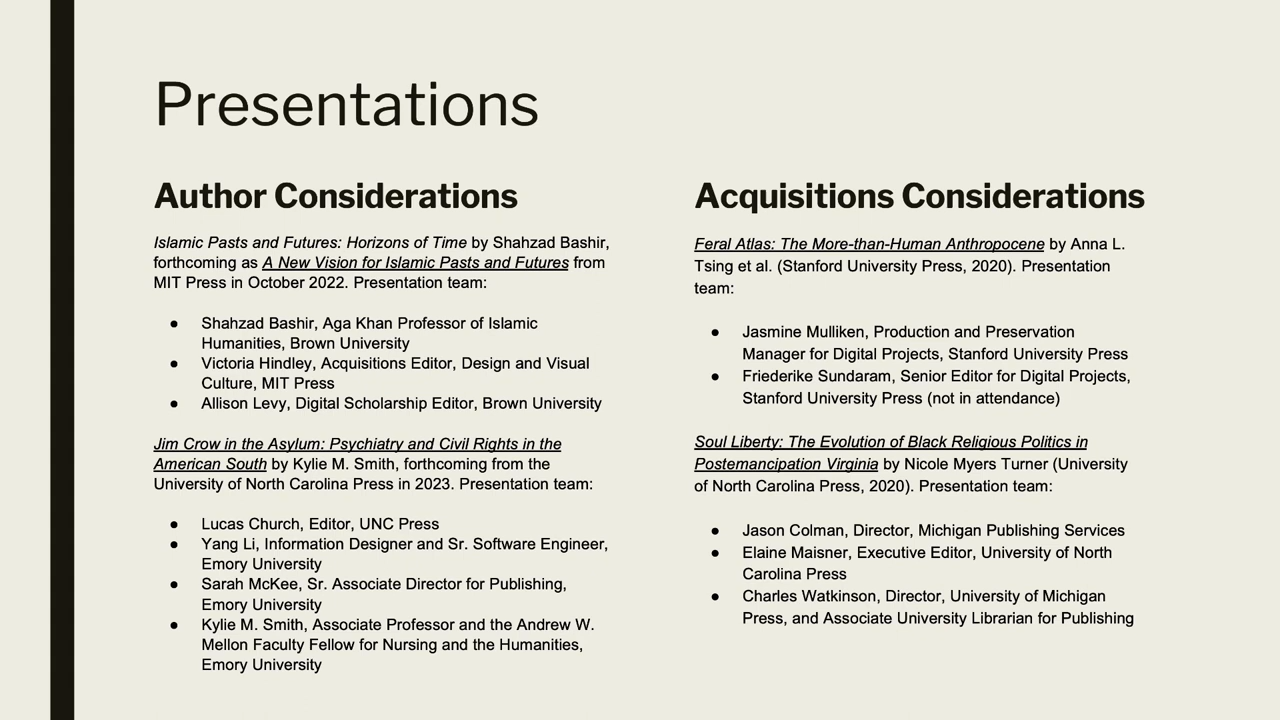 Presentations
Author Considerations
Islamic Pasts and Futures: Horizons of Time by Shahzad Bashir,
forthcoming as A New Vision for Islamic Pasts and Futures from
MIT Press in October 2022. Presentation team:
● Shahzad Bashir, Aga Khan Professor of Islamic
Humanities, Brown University
● Victoria Hindley, Acquisitions Editor, Design and Visual
Culture, MIT Press
● Allison Levy, Digital Scholarship Editor, Brown University
Jim Crow in the Asylum: Psychiatry and Civil Rights in the
American South by Kylie M. Smith, forthcoming from the
University of North Carolina Press in 2023. Presentation team:
● Lucas Church, Editor, UNC Press
● Yang Li, Information Designer and Sr. Software Engineer,
Emory University
● Sarah McKee, Sr. Associate Director for Publishing,
Emory University
● Kylie M. Smith, Associate Professor and the Andrew W.
Mellon Faculty Fellow for Nursing and the Humanities,
Emory University
Acquisitions Considerations
Feral Atlas: The More-than-Human Anthropocene by Anna L.
Tsing et al. (Stanford University Press, 2020). Presentation
team:
● Jasmine Mulliken, Production and Preservation
Manager for Digital Projects, Stanford University Press
● Friederike Sundaram, Senior Editor for Digital Projects,
Stanford University Press (not in attendance)
Soul Liberty: The Evolution of Black Religious Politics in
Postemancipation Virginia by Nicole Myers Turner (University
of North Carolina Press, 2020). Presentation team:
● Jason Colman, Director, Michigan Publishing Services
● Elaine Maisner, Executive Editor, University of North
Carolina Press
● Charles Watkinson, Director, University of Michigan
Press, and Associate University Librarian for Publishing